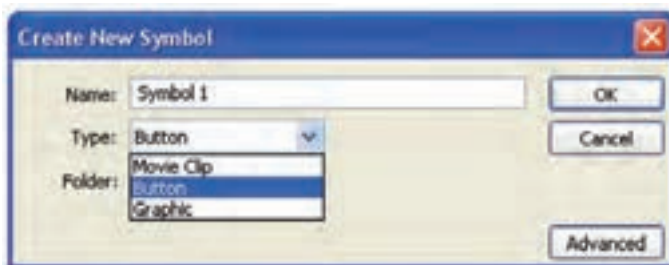 Create New Symbol
Name: Symbol 1 OK
Type: Button Cancel
Movie Clip
Folder: Button
Graphic
Advanced